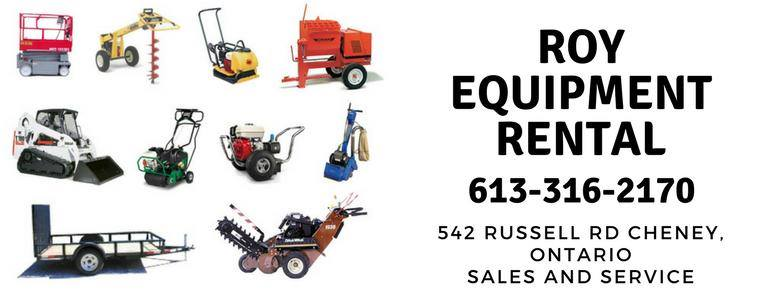 ROY
EQUIPMENT
RENTAL
613-316-2170
542 RUSSELL RD CHENEY,
ONTARIO
SALES AND SERVICE